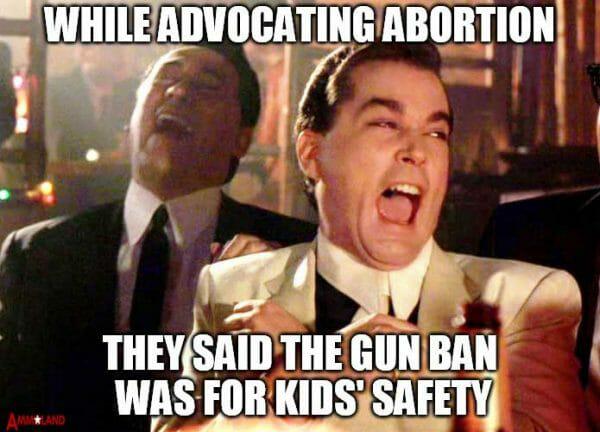 WHILE ADVOCATING ABORTION
THEY SAID THE GUN BAN
WAS FOR KIDS' SAFETY
AMMOLAND